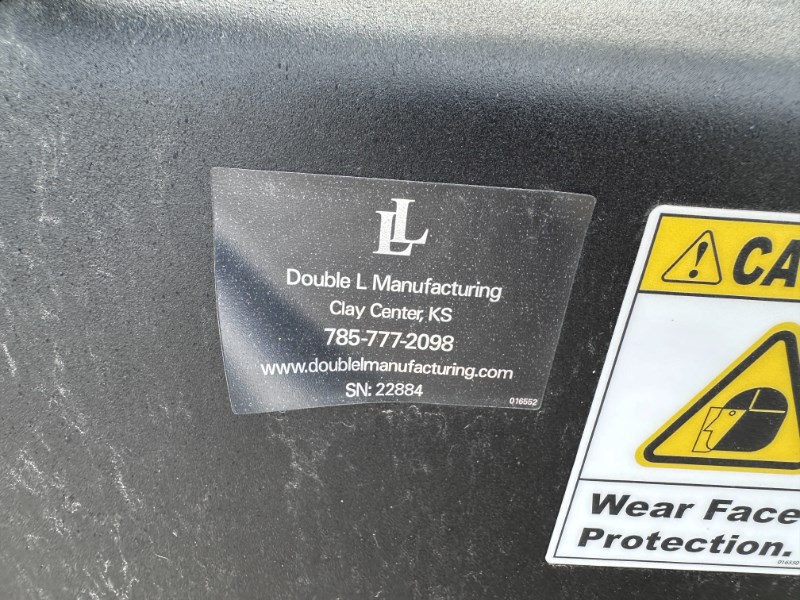 LL
Double L Manufacturing
Clay Center, KS
785-777-2098
www.doublelmanufacturing.com
SN: 22884
016552
CA
Wear Face
Protection.